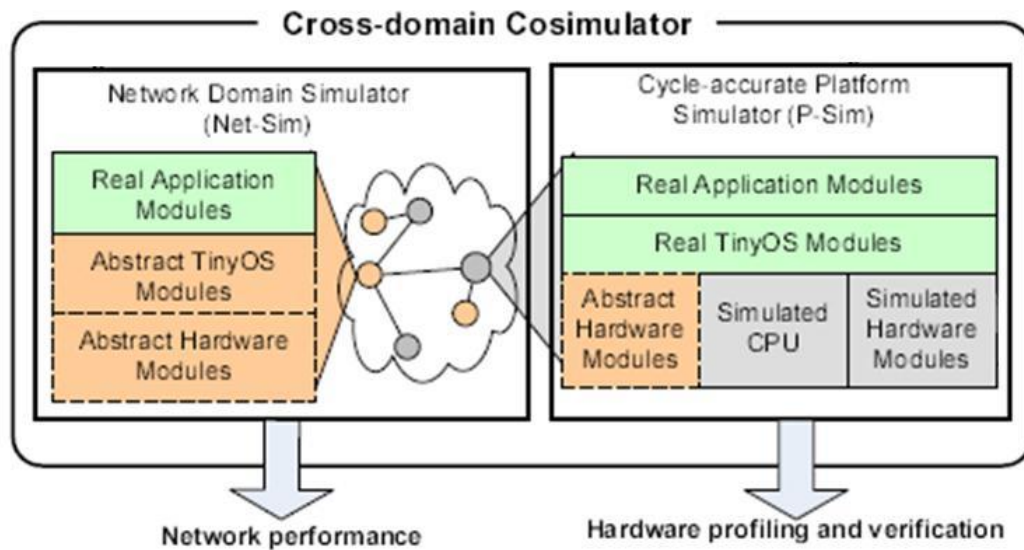 Cross-domain Cosimulator
Network Domain Simulator
(Net-Sim)
Real Application
Modules
Abstract TinyOS
Modules
Abstract Hardware
Modules
Cycle-accurate Platform
Simulator (P-Sim)
Real Application Modules
Real TinyOS Modules
Abstract
Hardware
Modules
Simulated
CPU
Simulated
Hardware
Modules
Network performance
Hardware profiling and verification